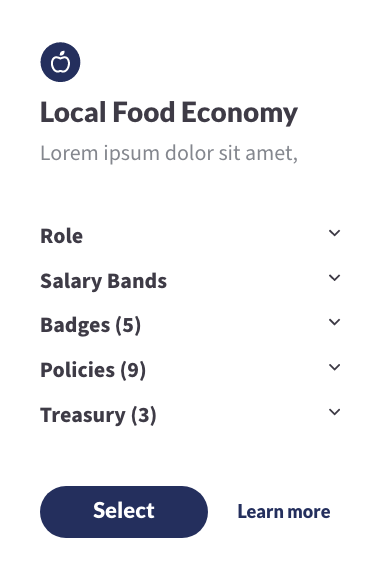 Local Food Economy
Lorem ipsum dolor sit amet,
Role
Salary Bands
Badges (5)
Policies (9)
Treasury (3)
Select
Learn more